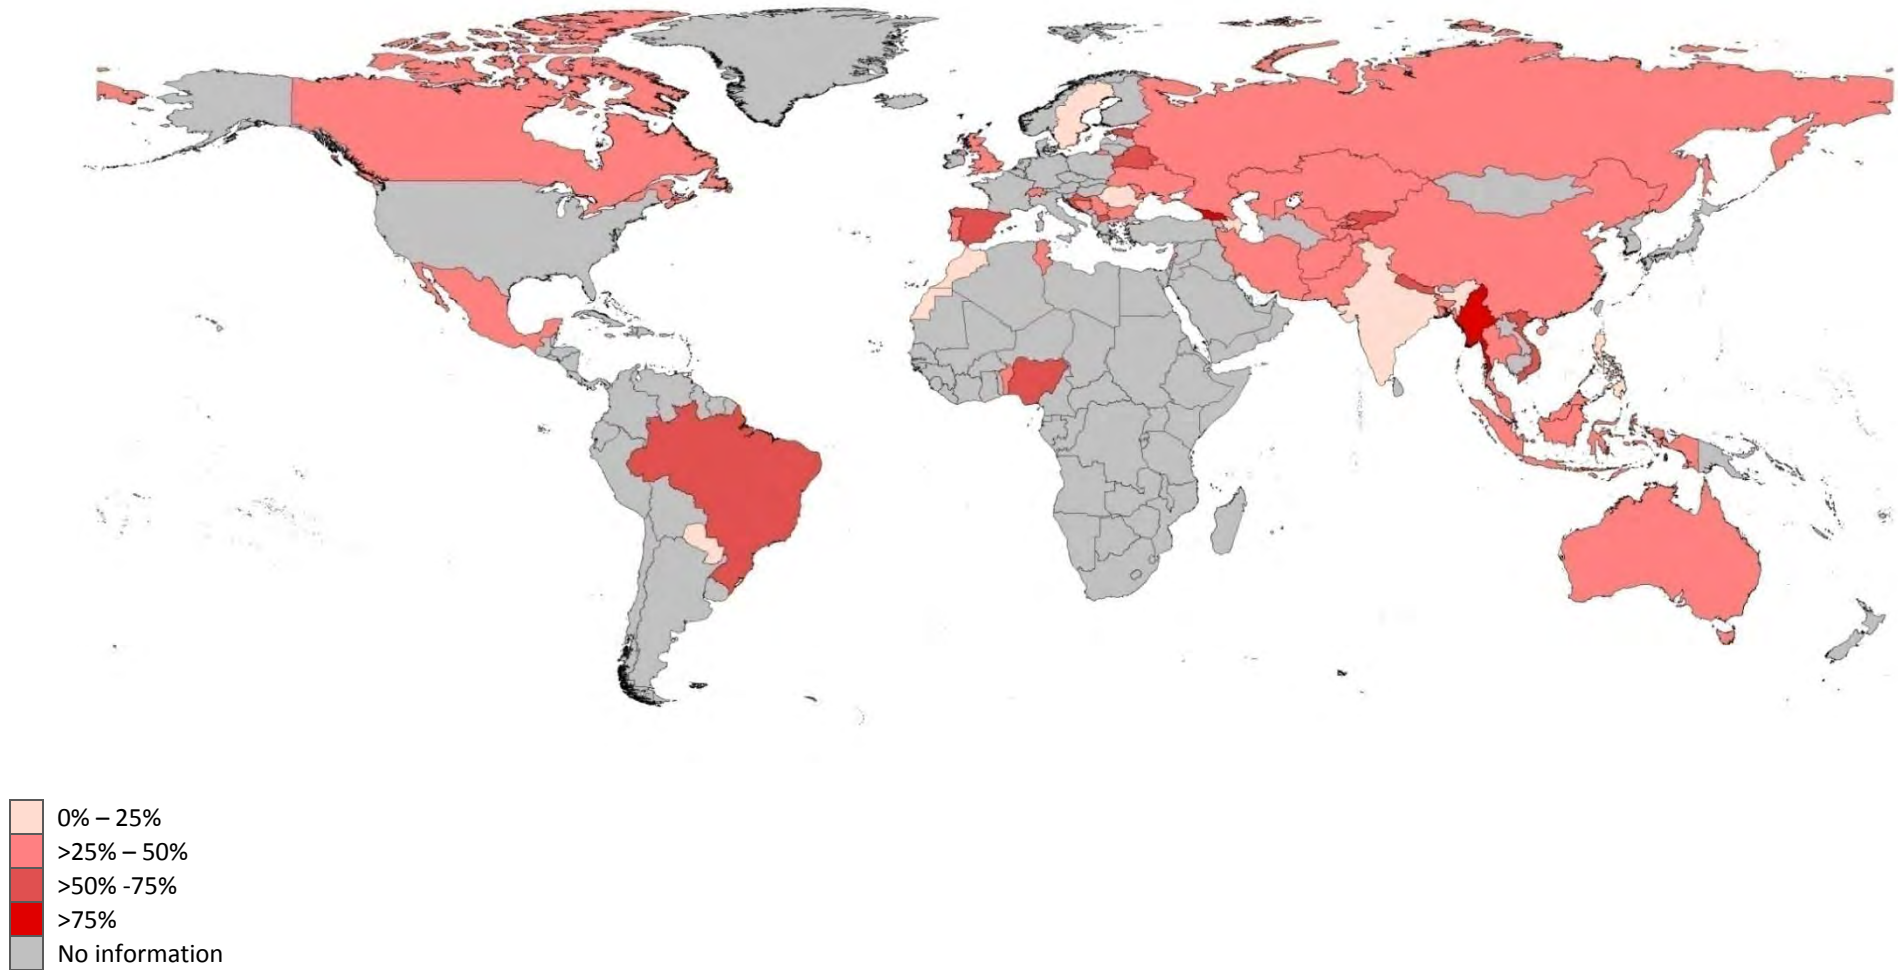 0% – 25%
>25% – 50%
>50% -75%
>75%
No information